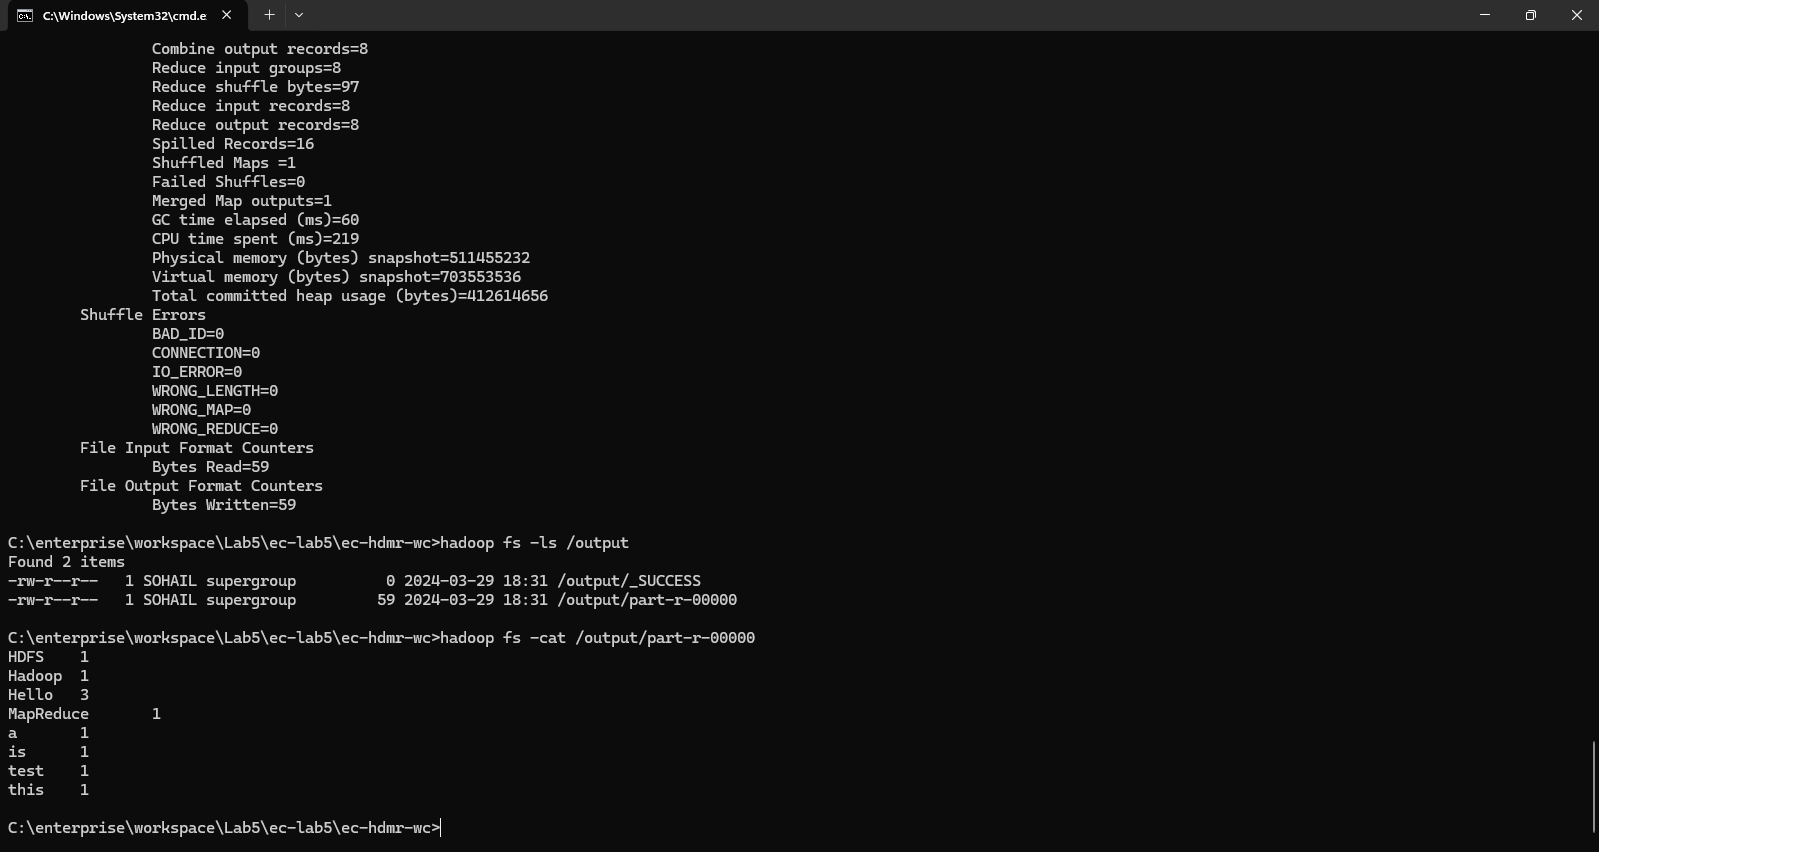 C:\Windows\System32\cmd.e
Combine output records=8
Reduce input groups=8
Reduce shuffle bytes=97
Reduce input records=8
Reduce output records=8
Spilled Records=16
Shuffled Maps =1
Failed Shuffles=0
Merged Map outputs=1
GC time elapsed (ms)=60
CPU time spent (ms)=219
Physical memory (bytes) snapshot=511455232
Virtual memory (bytes) snapshot=703553536
Total committed heap usage (bytes)=412614656
Shuffle Errors
BAD_ID=0
CONNECTION=0
IO_ERROR=0
WRONG_LENGTH=0
WRONG_MAP=0
WRONG_REDUCE=0
File Input Format Counters
Bytes Read=59
File Output Format Counters
Bytes Written=59
C:\enterprise\workspace\Lab5\ec-lab5\ec-hdmr-wc>hadoop fs -ls /output
Found 2 items
-rw-r--r--   1 SOHAIL supergroup          0 2024-03-29 18:31 /output/_SUCCESS
-rw-r--r--   1 SOHAIL supergroup         59 2024-03-29 18:31 /output/part-r-00000
C:\enterprise\workspace\Lab5\ec-lab5\ec-hdmr-wc>hadoop fs -cat /output/part-r-00000
HDFS    1
Hadoop  1
Hello   3
MapReduce       1
a       1
is      1
test    1
this    1
C:\enterprise\workspace\Lab5\ec-lab5\ec-hdmr-wc>